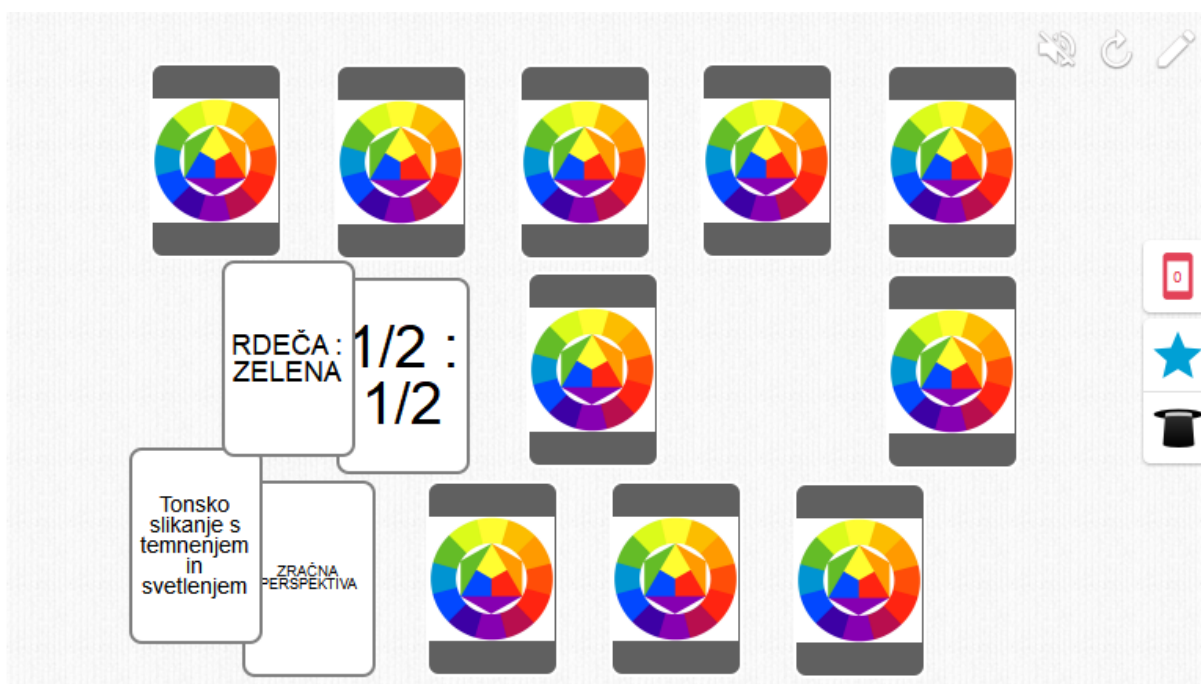 RDEČA :
ZELENA
1/2 :
1/2
0
Tonsko
slikanje s
temnenjem
in
svetlenjem
ZRAČNA
PERSPEKTIVA